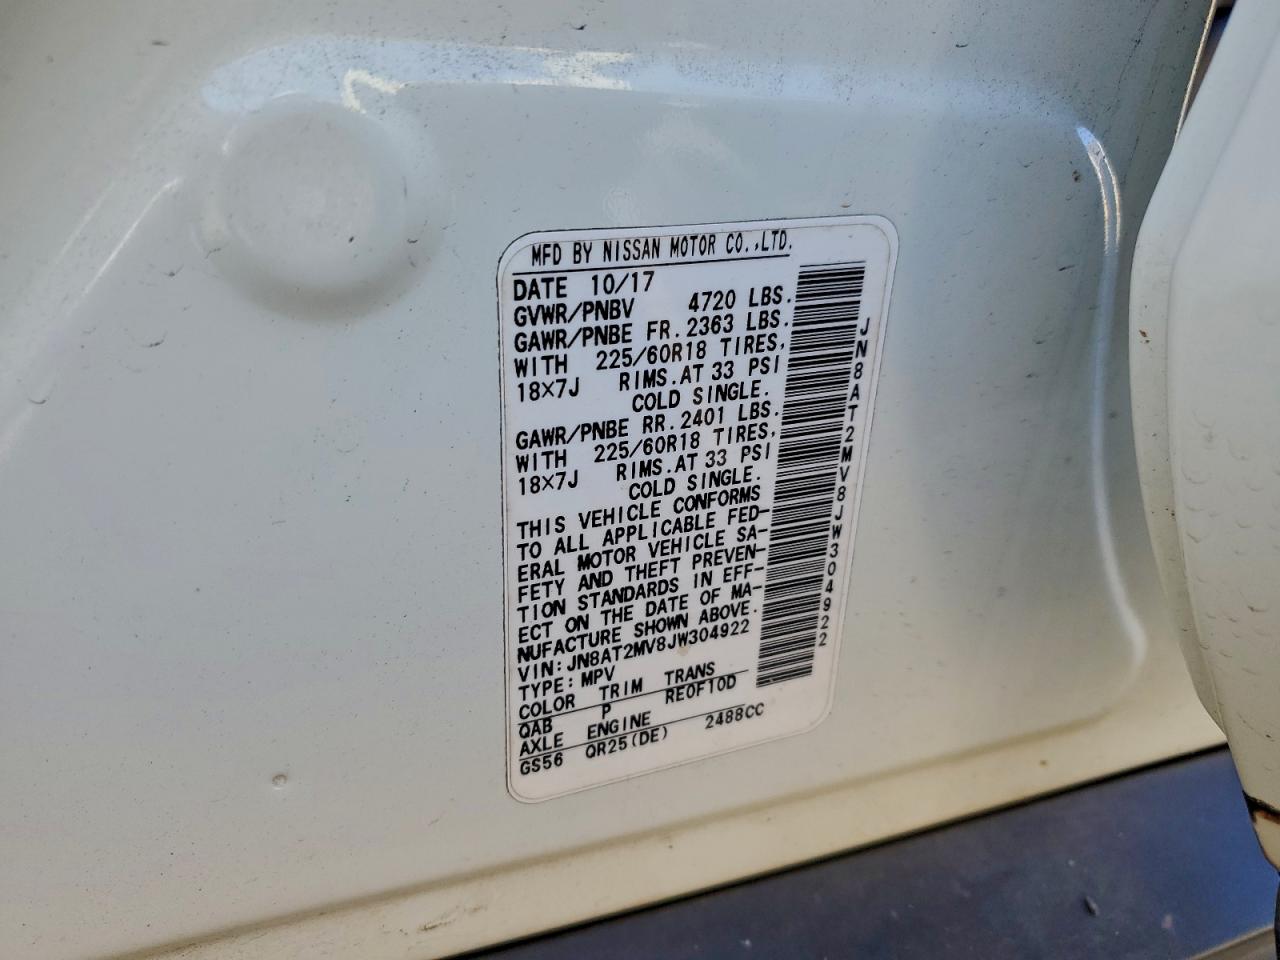 MFD BY NISSAN MOTOR CO.,LTD.
DATE 10/17
GVWR/PNBV 4720 LBS.
GAWR/PNBE FR. 2363 LBS.
WITH 225/60R18 TIRES,
18×7J RIMS. AT 33 PSI
COLD SINGLE.
GAWR/PNBE RR. 2401 LBS.
WITH 225/60R18 TIRES,
18×7J RIMS. AT 33 PSI
COLD SINGLE.
THIS VEHICLE CONFORMS
TO ALL APPLICABLE FED-
ERAL MOTOR VEHICLE SA-
FETY AND THEFT PREVEN-
TION STANDARDS IN EFF-
ECT ON THE DATE OF MA-
NUFACTURE SHOWN ABOVE.
VIN: JN8AT2MV8JW304922
TYPE: MPV
COLOR TRIM TRANS
QAB P RE0F10D
AXLE ENGINE
GS56 QR25(DE) 2488CC
JN8AT2MV8JW304922